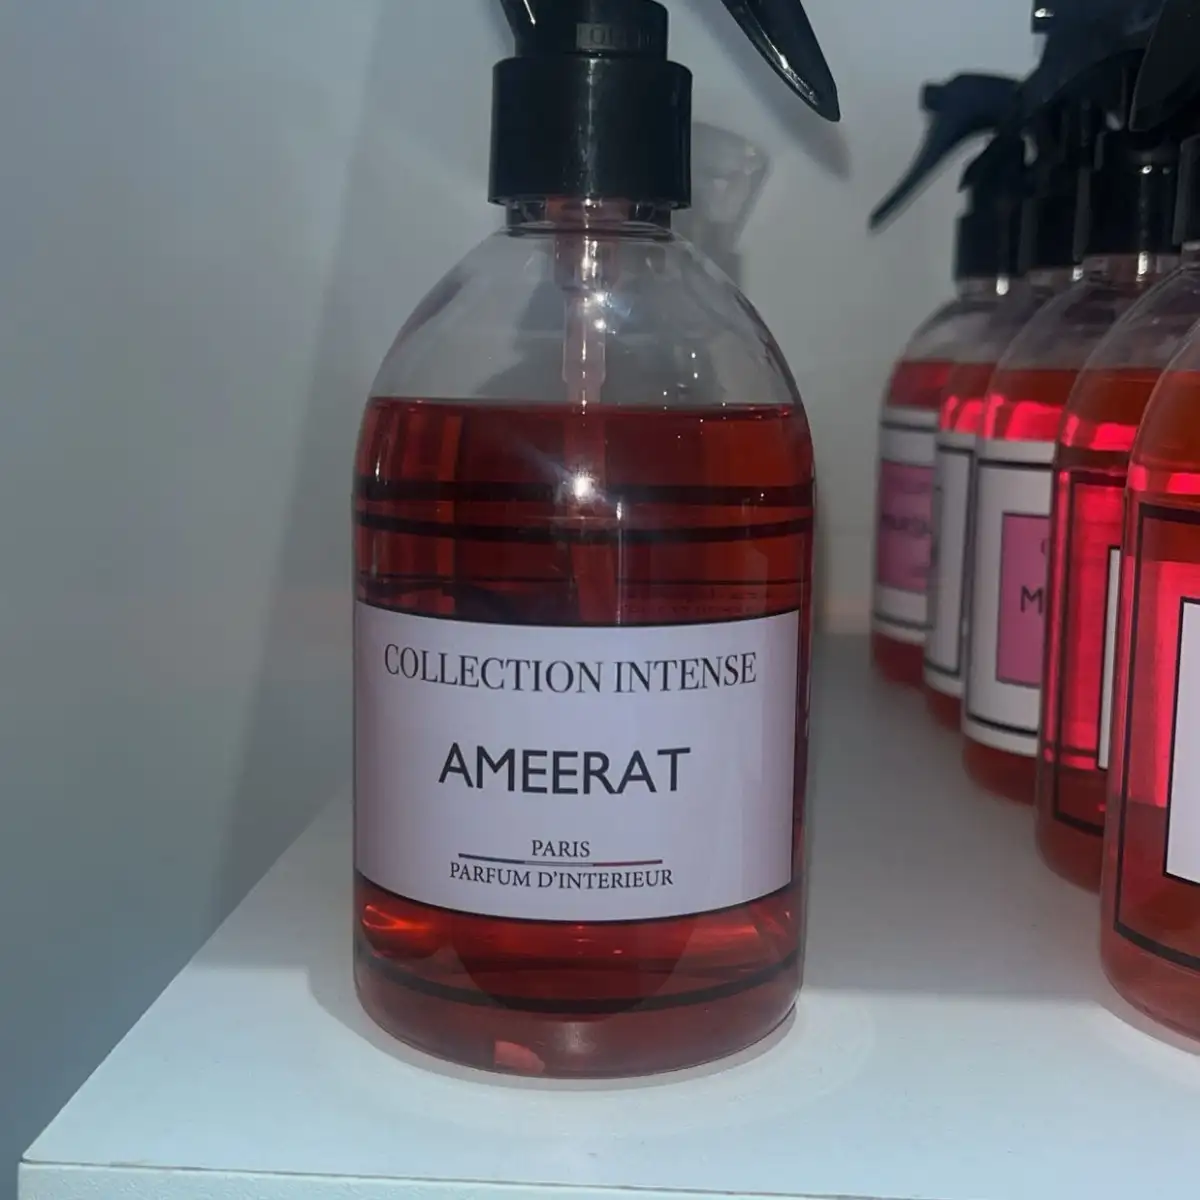 COLLECTION INTENSE
AMEERAT
PARIS
PARFUM D'INTERIEUR